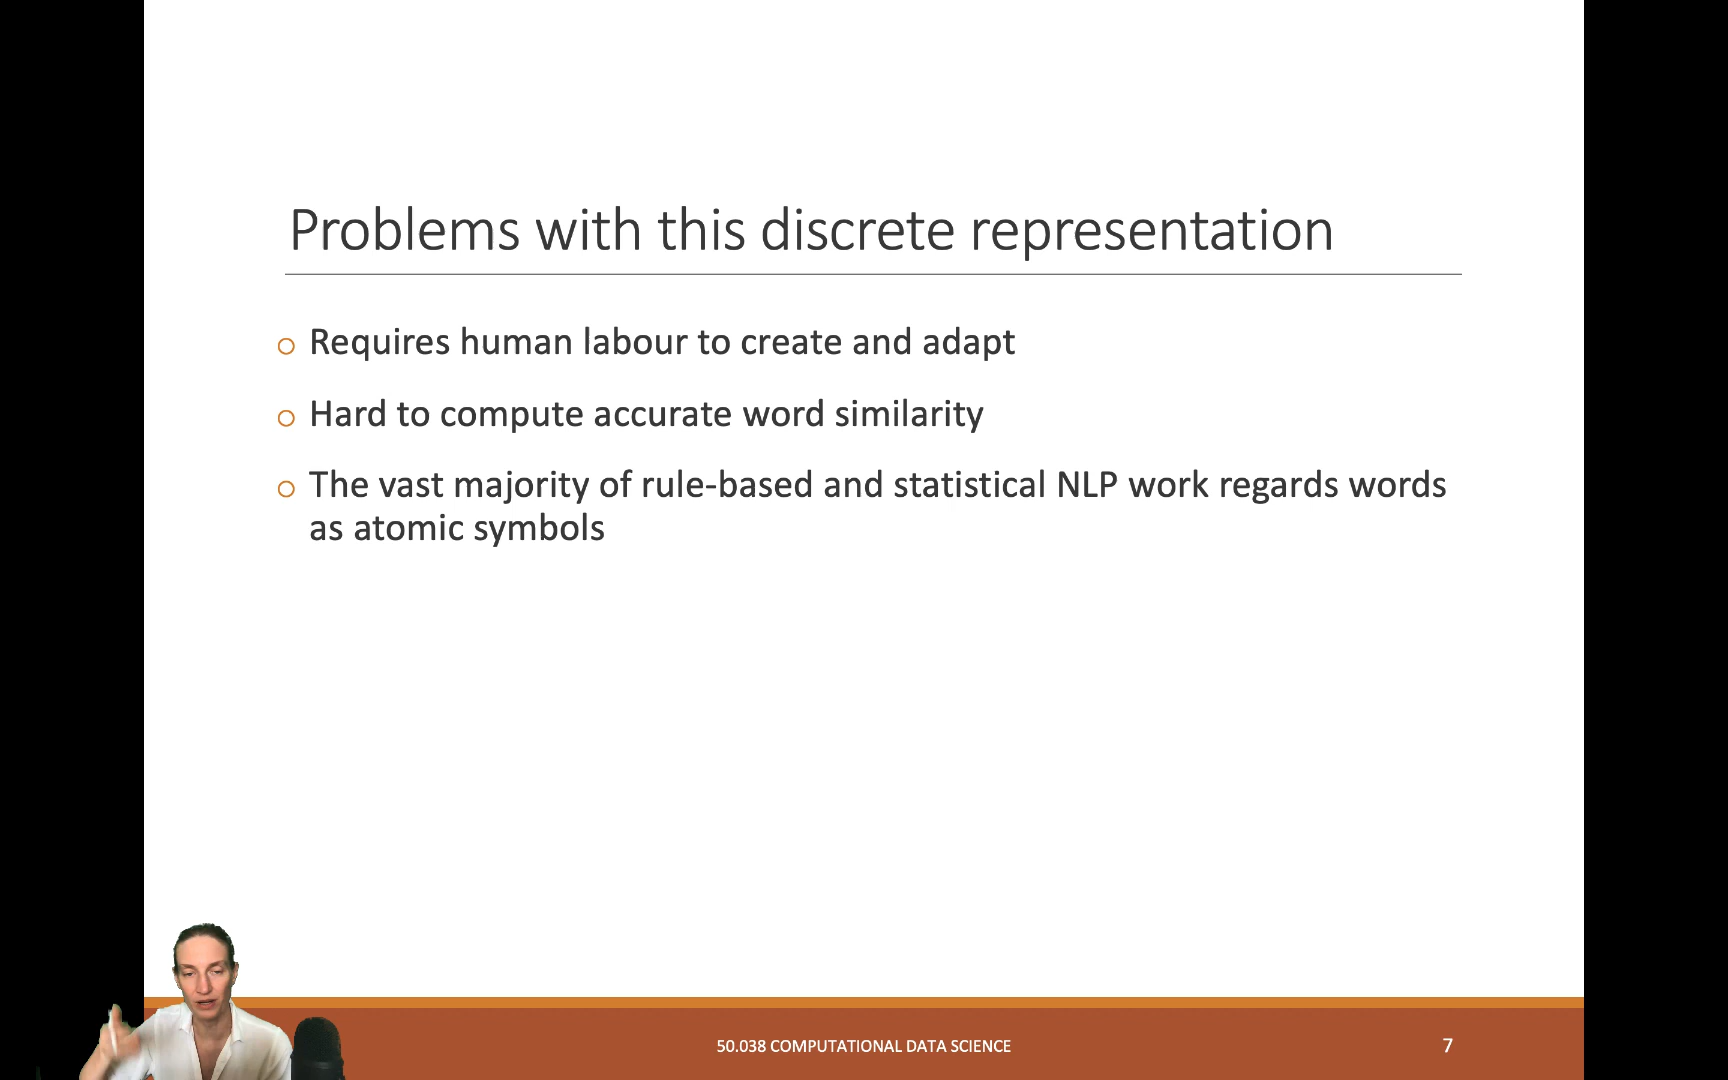 Problems with this discrete representation
Requires human labour to create and adapt
Hard to compute accurate word similarity
The vast majority of rule-based and statistical NLP work regards words
as atomic symbols
50.038 COMPUTATIONAL DATA SCIENCE
7